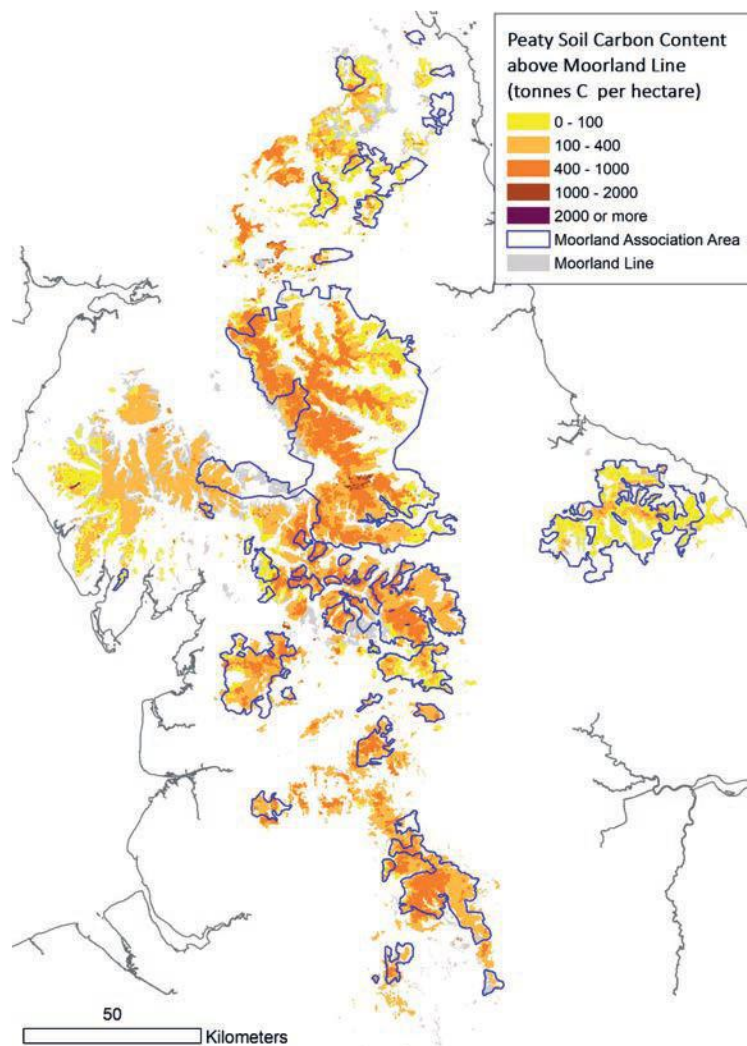 Peaty Soil Carbon Content
above Moorland Line
(tonnes C per hectare)
0 - 100
100 - 400
400 - 1000
1000 - 2000
2000 or more
Moorland Association Area
Moorland Line
50
Kilometers